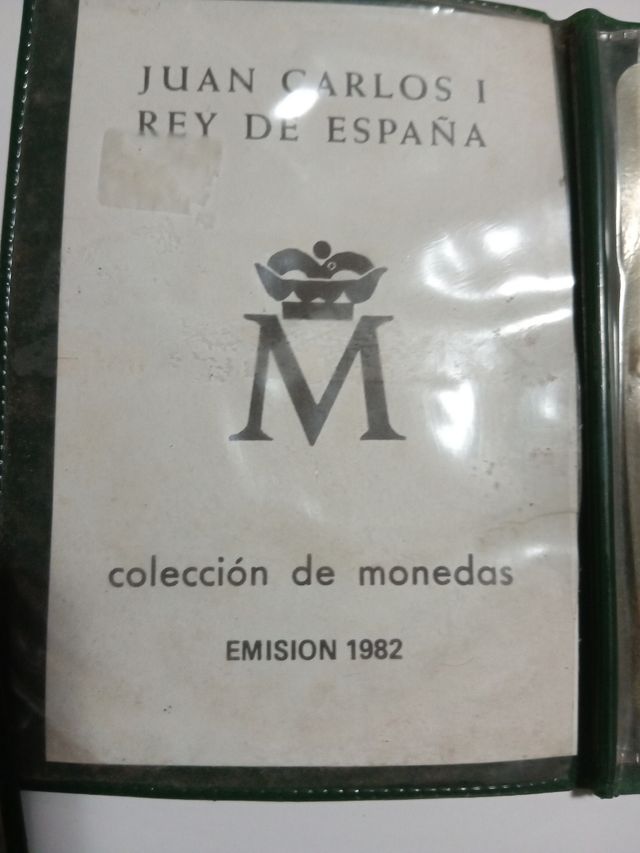 JUAN CARLOS I
REY DE ESPAÑA
M
colección de monedas
EMISION 1982